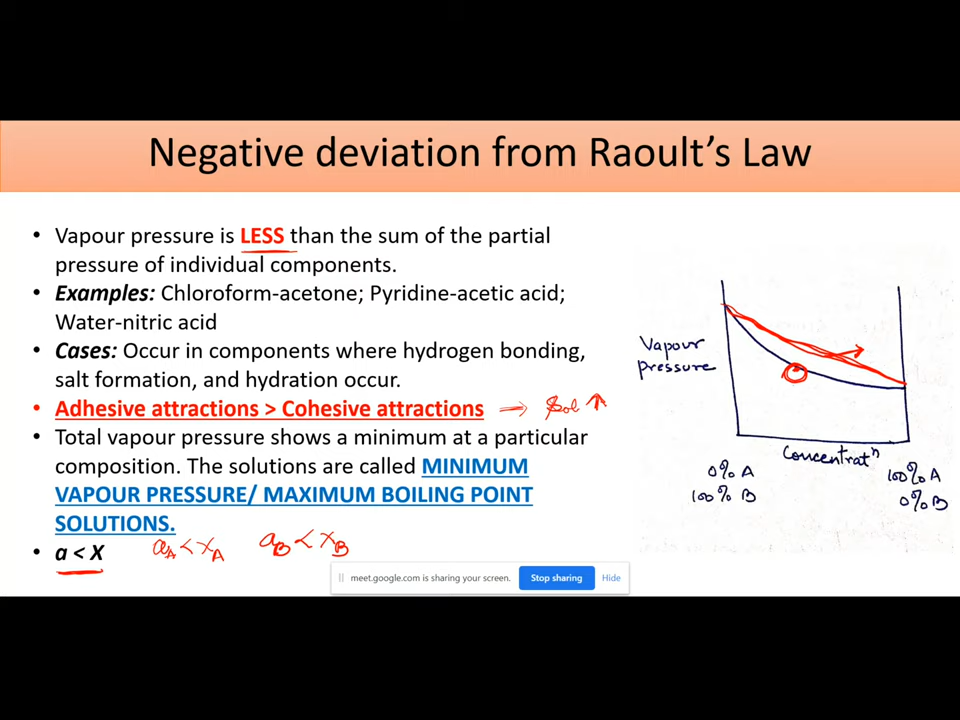 Negative deviation from Raoult's Law
• Vapour pressure is LESS than the sum of the partial
pressure of individual components.
• Examples: Chloroform-acetone; Pyridine-acetic acid;
Water-nitric acid
• Cases: Occur in components where hydrogen bonding,
salt formation, and hydration occur.
• Adhesive attractions > Cohesive attractions → Sol ↑
• Total vapour pressure shows a minimum at a particular
composition. The solutions are called MINIMUM
VAPOUR PRESSURE/ MAXIMUM BOILING POINT
SOLUTIONS.
• a < X aA < XA aB < XB
Vapour
pressure
Concentratn
0% A
100% B
100% A
0% B
meet.google.com is sharing your screen. Stop sharing Hide